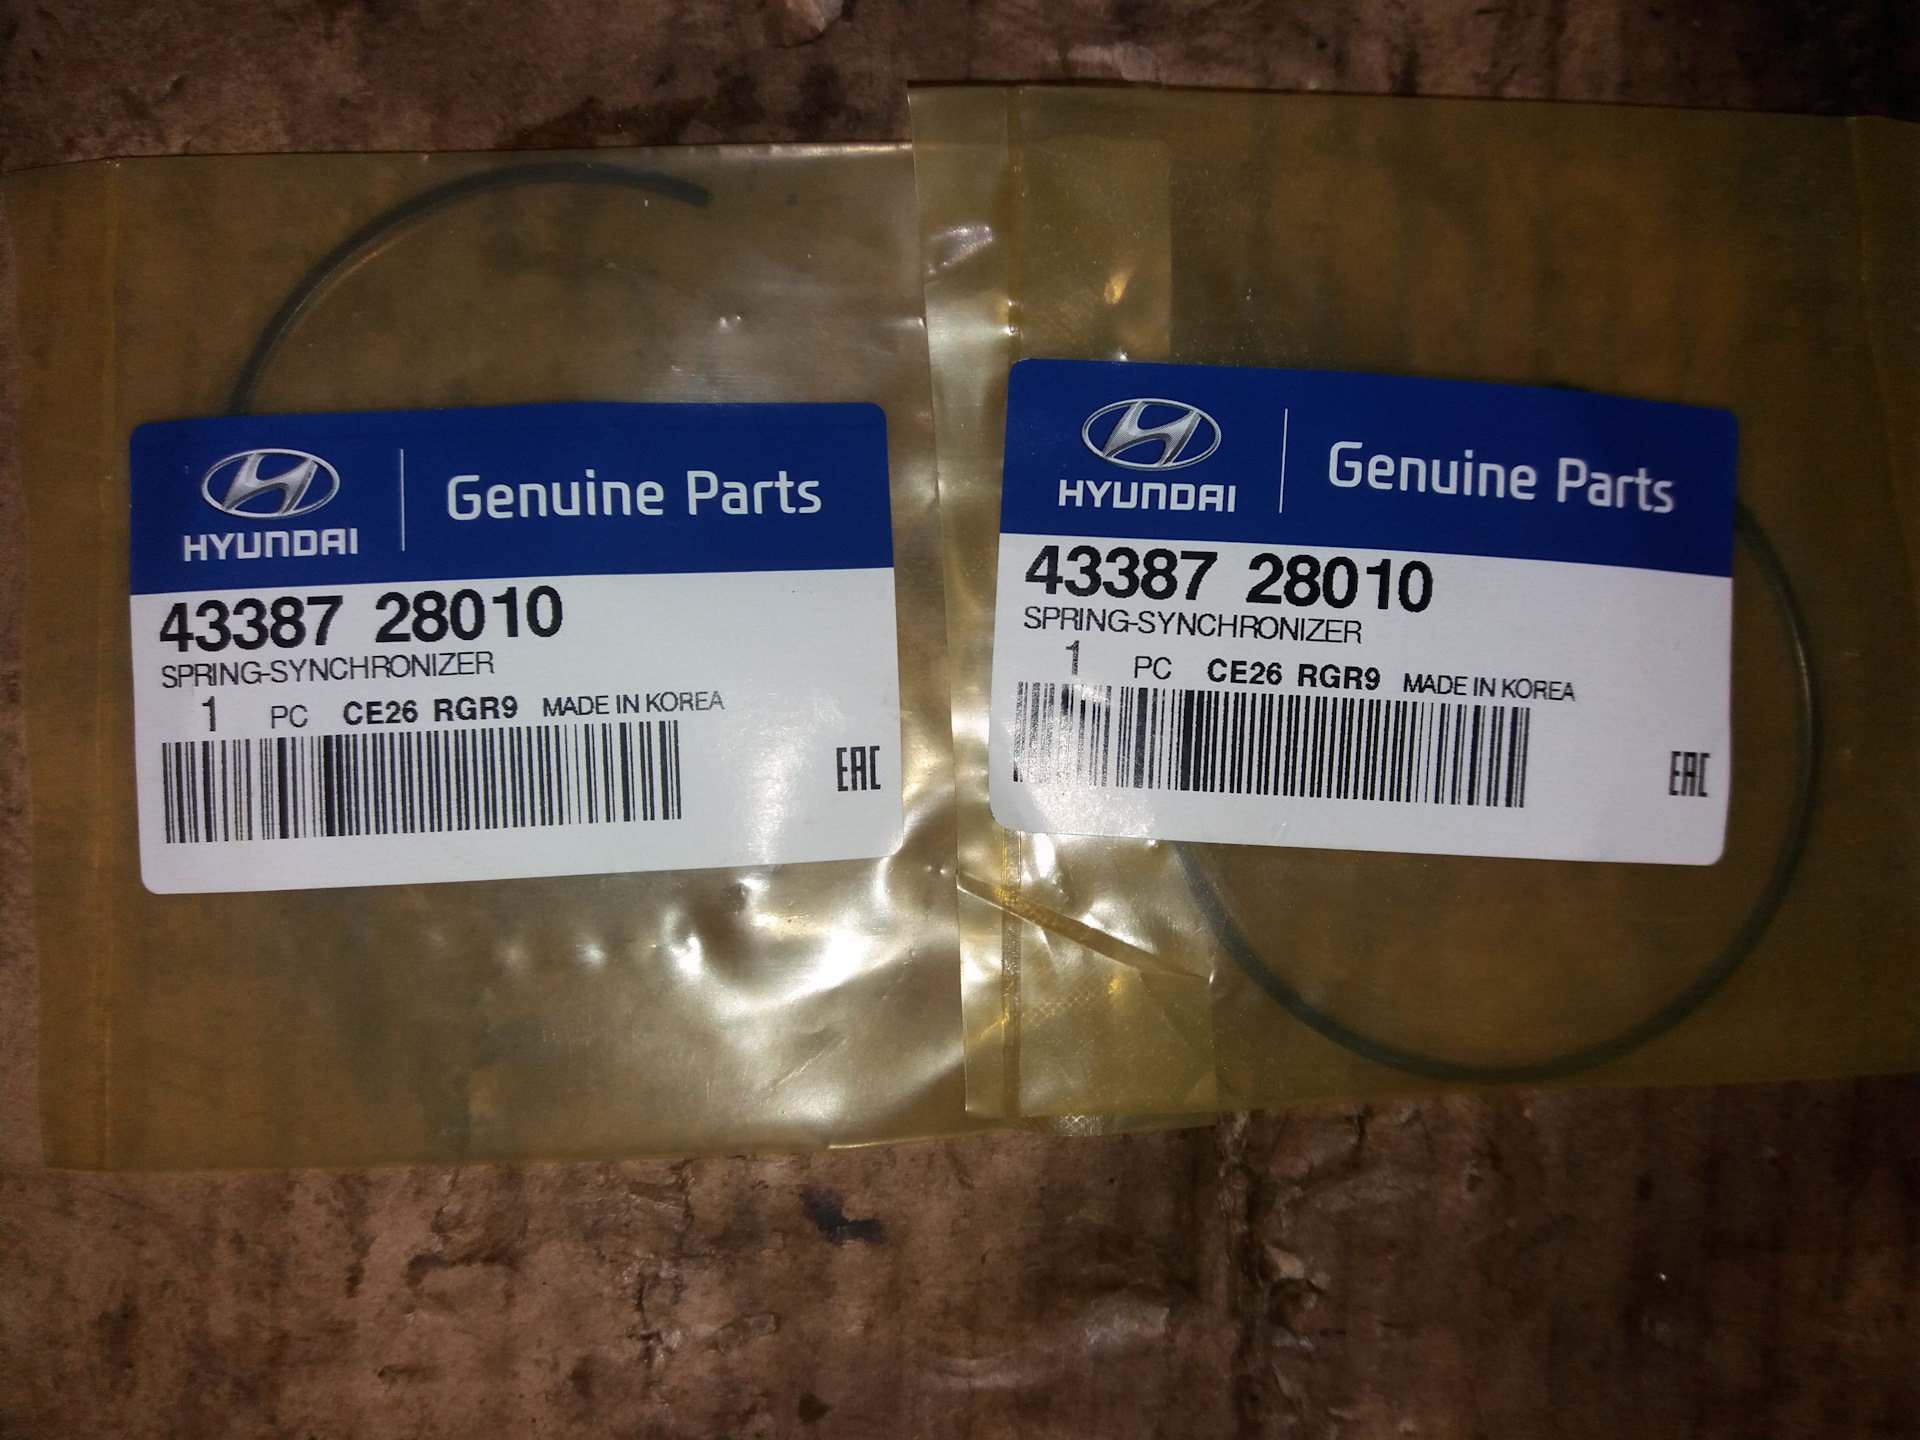 HYUNDAI
Genuine Parts
43387 28010
SPRING-SYNCHRONIZER
1 PC CE26 RGR9 MADE IN KOREA
EAC
HYUNDAI
Genuine Parts
43387 28010
SPRING-SYNCHRONIZER
1 PC CE26 RGR9 MADE IN KOREA
EAC